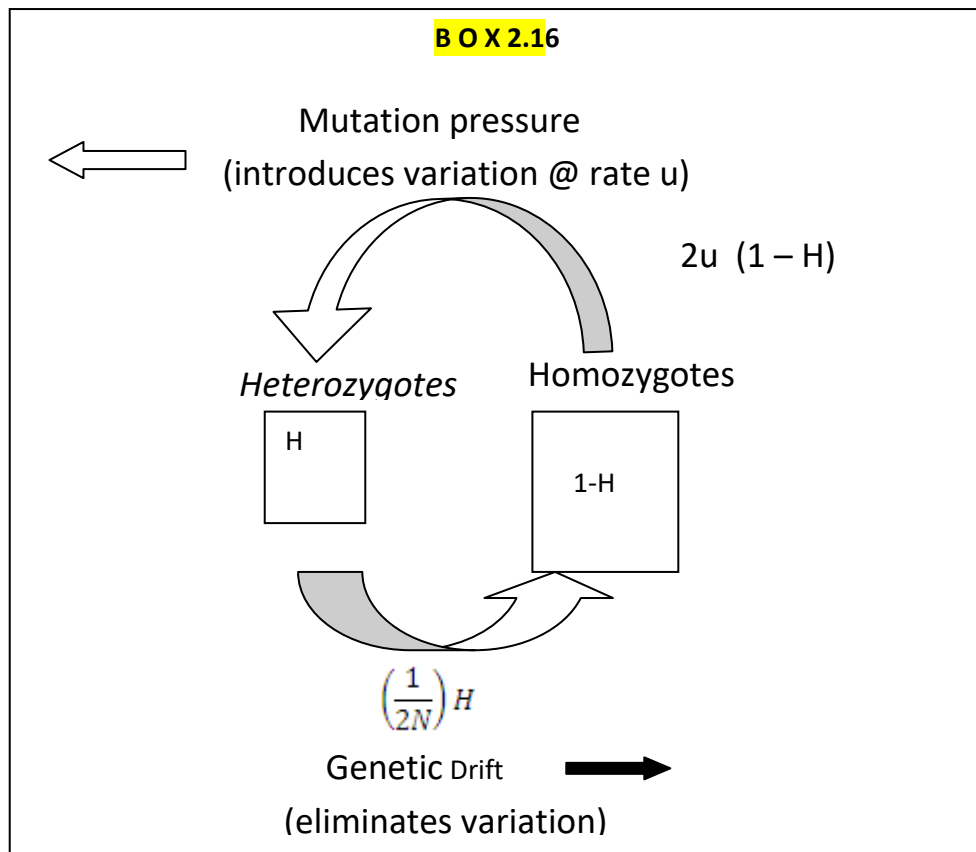 B O X 2.16
Mutation pressure
(introduces variation @ rate u)
2u (1 – H)
Heterozygotes Homozygotes
H
1-H
(1/2N) H
Genetic Drift
(eliminates variation)